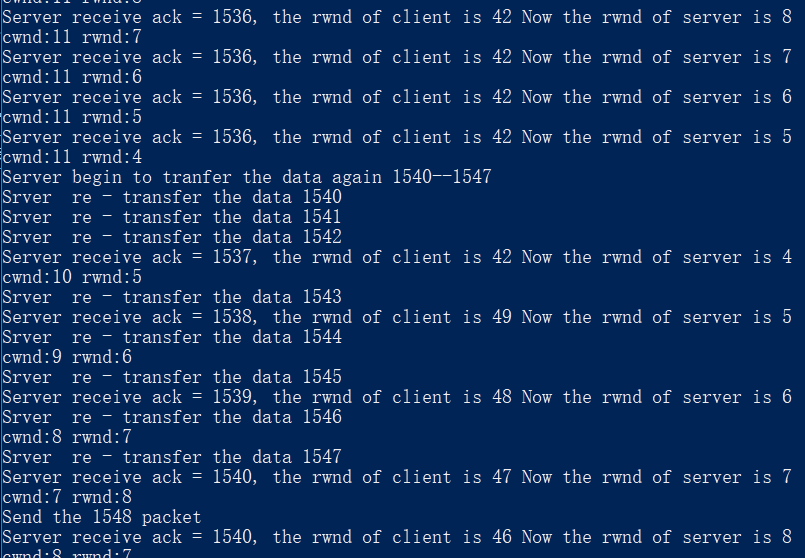 cwnd:11 rwnd:8
Server receive ack = 1536, the rwnd of client is 42 Now the rwnd of server is 8
cwnd:11 rwnd:7
Server receive ack = 1536, the rwnd of client is 42 Now the rwnd of server is 7
cwnd:11 rwnd:6
Server receive ack = 1536, the rwnd of client is 42 Now the rwnd of server is 6
cwnd:11 rwnd:5
Server receive ack = 1536, the rwnd of client is 42 Now the rwnd of server is 5
cwnd:11 rwnd:4
Server begin to tranfer the data again 1540--1547
Srver  re - transfer the data 1540
Srver  re - transfer the data 1541
Srver  re - transfer the data 1542
Server receive ack = 1537, the rwnd of client is 42 Now the rwnd of server is 4
cwnd:10 rwnd:5
Srver  re - transfer the data 1543
Server receive ack = 1538, the rwnd of client is 49 Now the rwnd of server is 5
Srver  re - transfer the data 1544
cwnd:9 rwnd:6
Srver  re - transfer the data 1545
Server receive ack = 1539, the rwnd of client is 48 Now the rwnd of server is 6
Srver  re - transfer the data 1546
cwnd:8 rwnd:7
Srver  re - transfer the data 1547
Server receive ack = 1540, the rwnd of client is 47 Now the rwnd of server is 7
cwnd:7 rwnd:8
Send the 1548 packet
Server receive ack = 1540, the rwnd of client is 46 Now the rwnd of server is 8
cwnd:8 rwnd:7